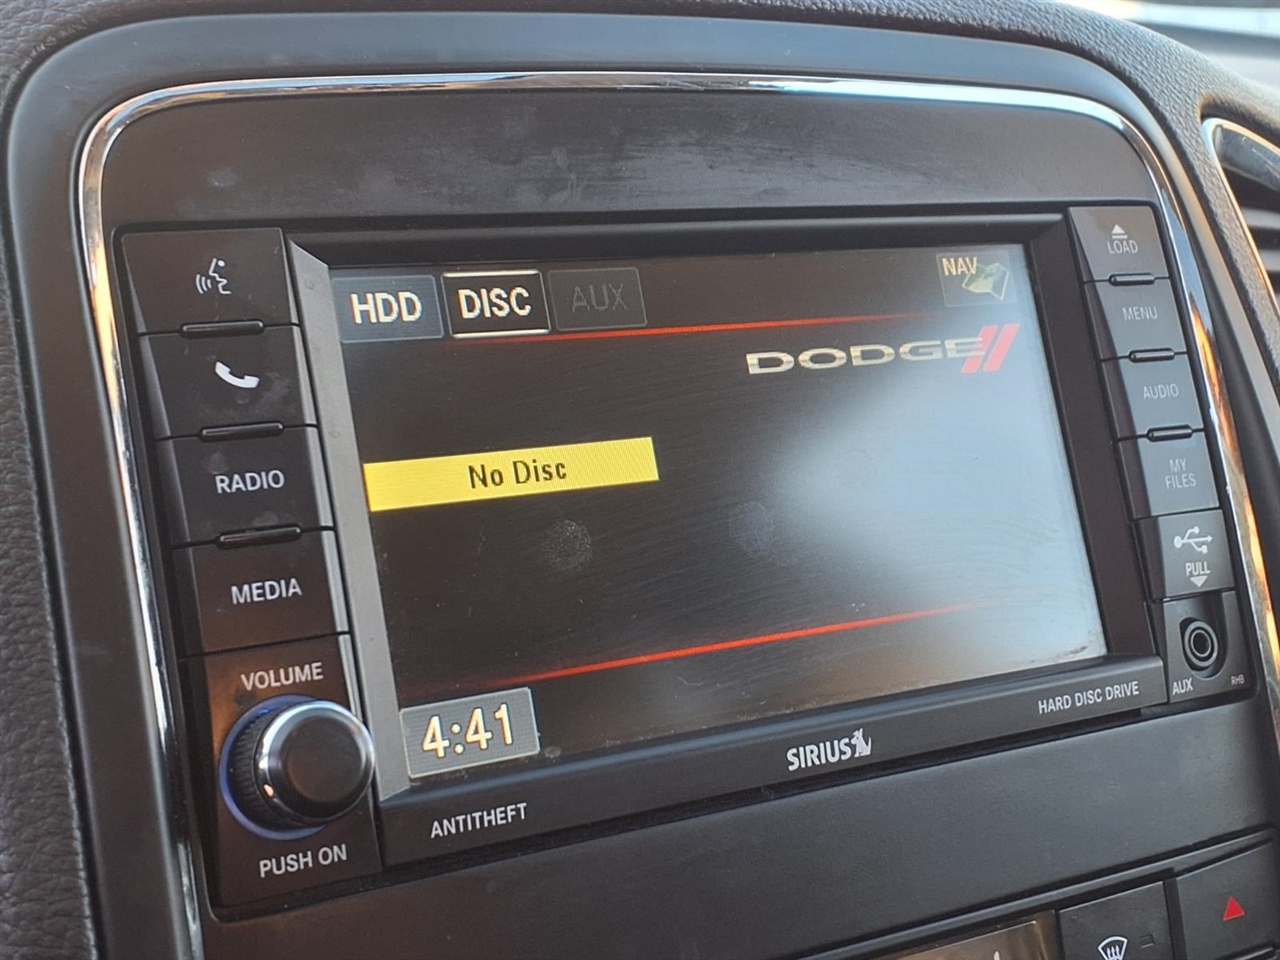 HDD
DISC
AUX
NAV
DODGE
No Disc
4:41
RADIO
MEDIA
VOLUME
PUSH ON
ANTITHEFT
SIRIUS
HARD DISC DRIVE
LOAD
MENU
AUDIO
MY
FILES
PULL
AUX
RHB